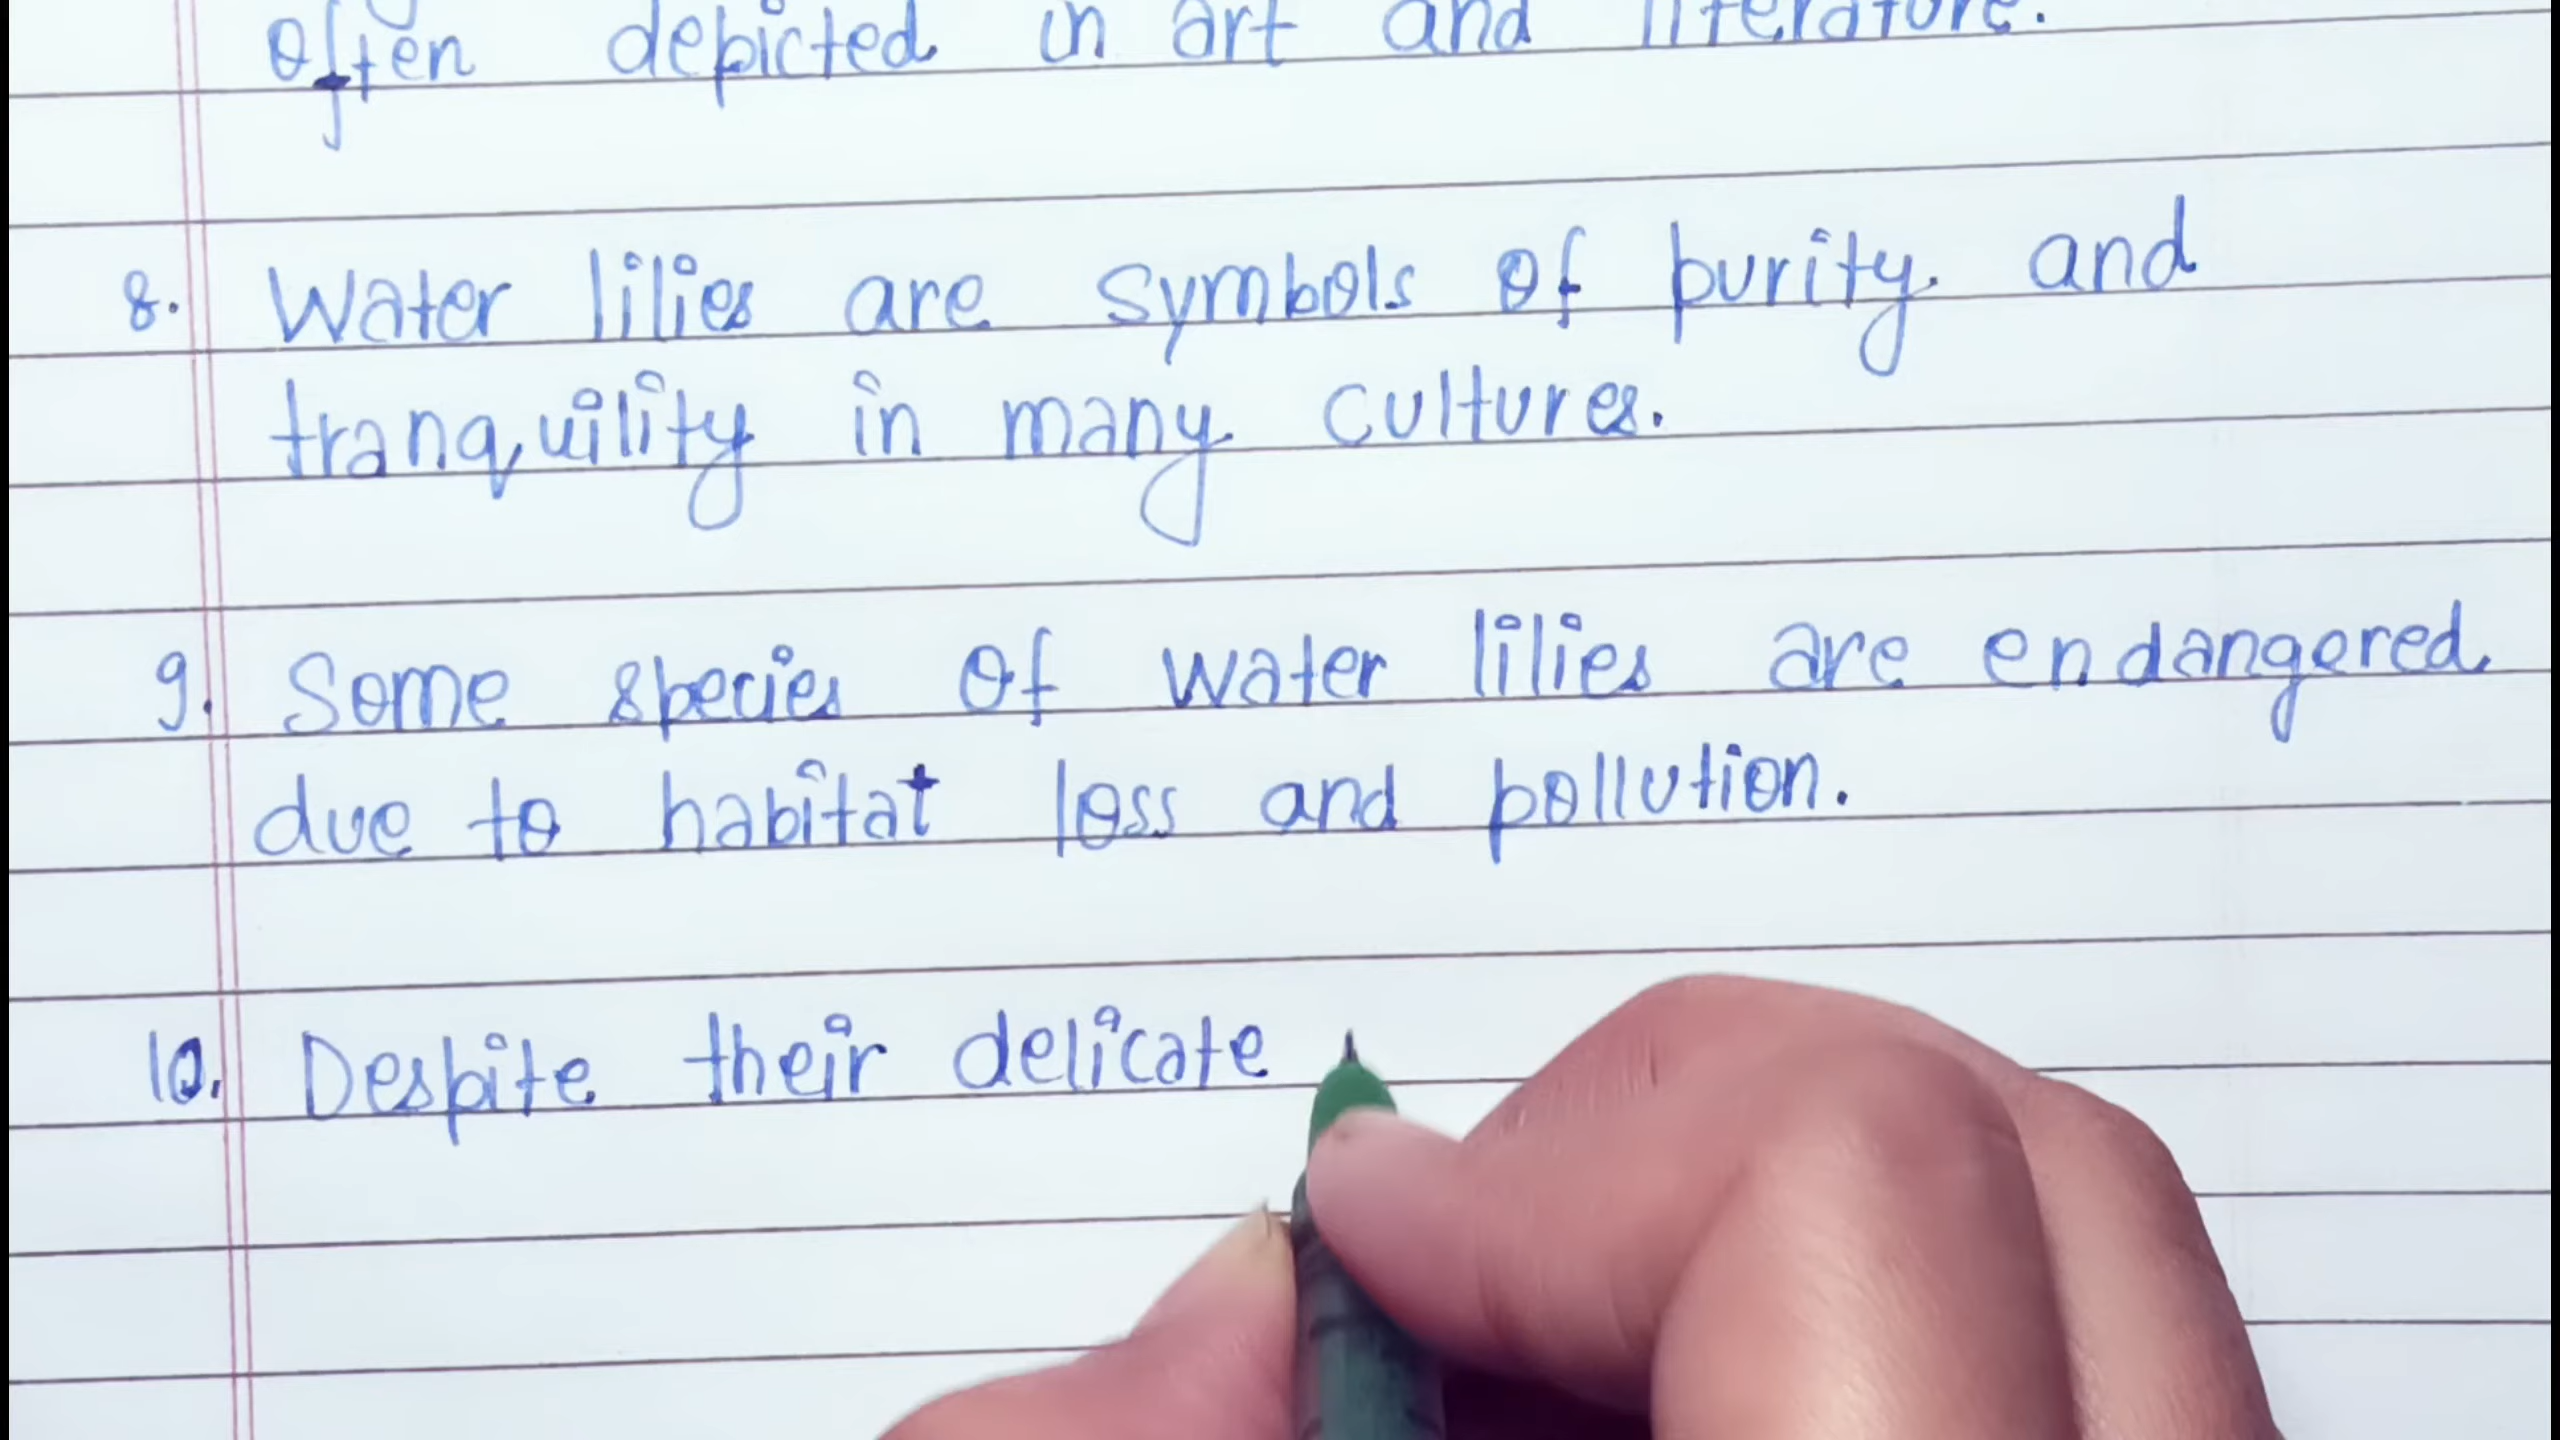 often depicted in art and literature.
8. Water lilies are symbols of purity and
tranquility in many cultures.
9. Some species of water lilies are endangered
due to habitat loss and pollution.
10. Despite their delicate